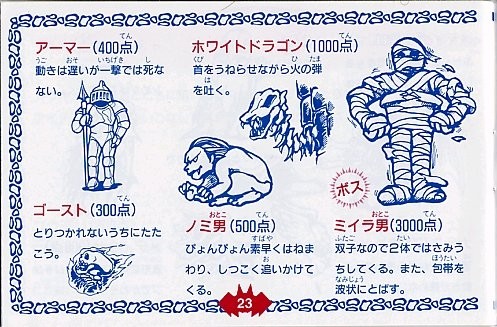 アーマー(400点)
動きは遅いが一撃では死な
ない。
ホワイトドラゴン(1000点)
首をうねらせながら火の弾
を吐く。
ゴースト(300点)
とりつかれないうちにたた
こう。
ノミ男(500点)
ぴょんぴょん素早くはねま
わり、しつこく追いかけて
くる。
ボス
ミイラ男(3000点)
双子なので2体ではさみう
ちしてくる。また、包帯を
波状にとばす。
23